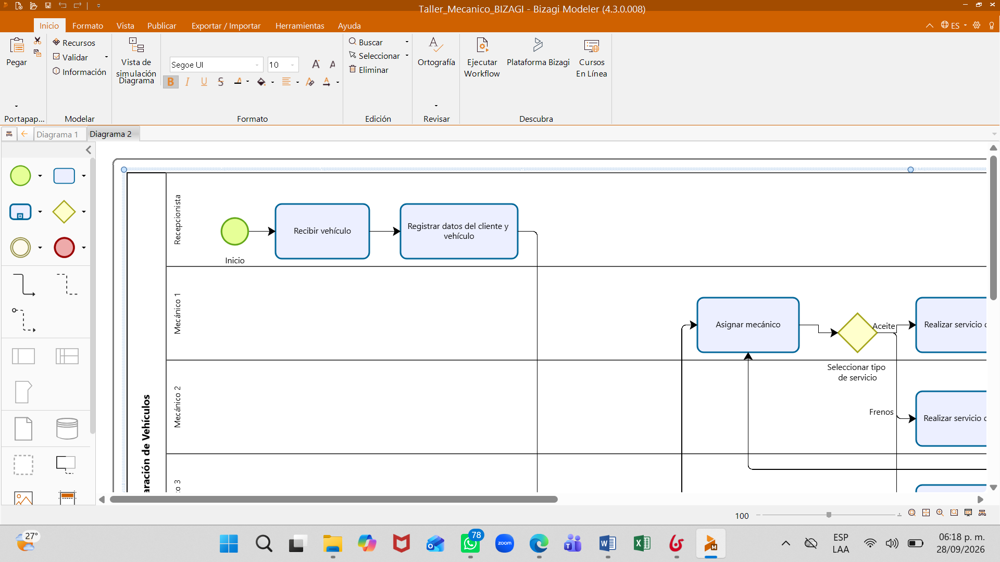 Taller_Mecanico_BIZAGI - Bizagi Modeler (4.3.0.008)
Inicio
Formato
Vista
Publicar
Exportar / Importar
Herramientas
Ayuda
ES
Pegar
Recursos
Validar
Información
Vista de
simulación
Diagrama
Segoe UI
10
B I U S
Buscar
Seleccionar
Eliminar
Ortografía
Ejecutar
Workflow
Plataforma Bizagi
Cursos
En Línea
Portapap...
Modelar
Formato
Edición
Revisar
Descubra
Diagrama 1
Diagrama 2
Recepcionista
Inicio
Recibir vehículo
Registrar datos del cliente y
vehículo
Mecánico 1
Asignar mecánico
Aceite
Realizar servicio
Seleccionar tipo
de servicio
Mecánico 2
Frenos
Realizar servicio
aración de Vehículos
co 3
100
27°
78
zoom
ESP
LAA
06:18 p. m.
28/09/2026